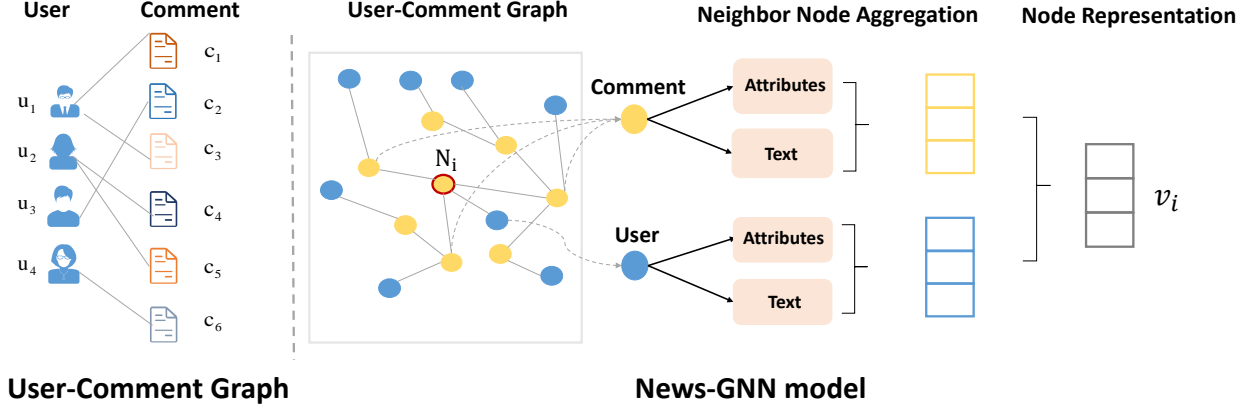 User
Comment
u1
u2
u3
u4
c1
c2
c3
c4
c5
c6
User-Comment Graph
User-Comment Graph
Ni
Comment
User
Neighbor Node Aggregation
Attributes
Text
Attributes
Text
Node Representation
vi
News-GNN model